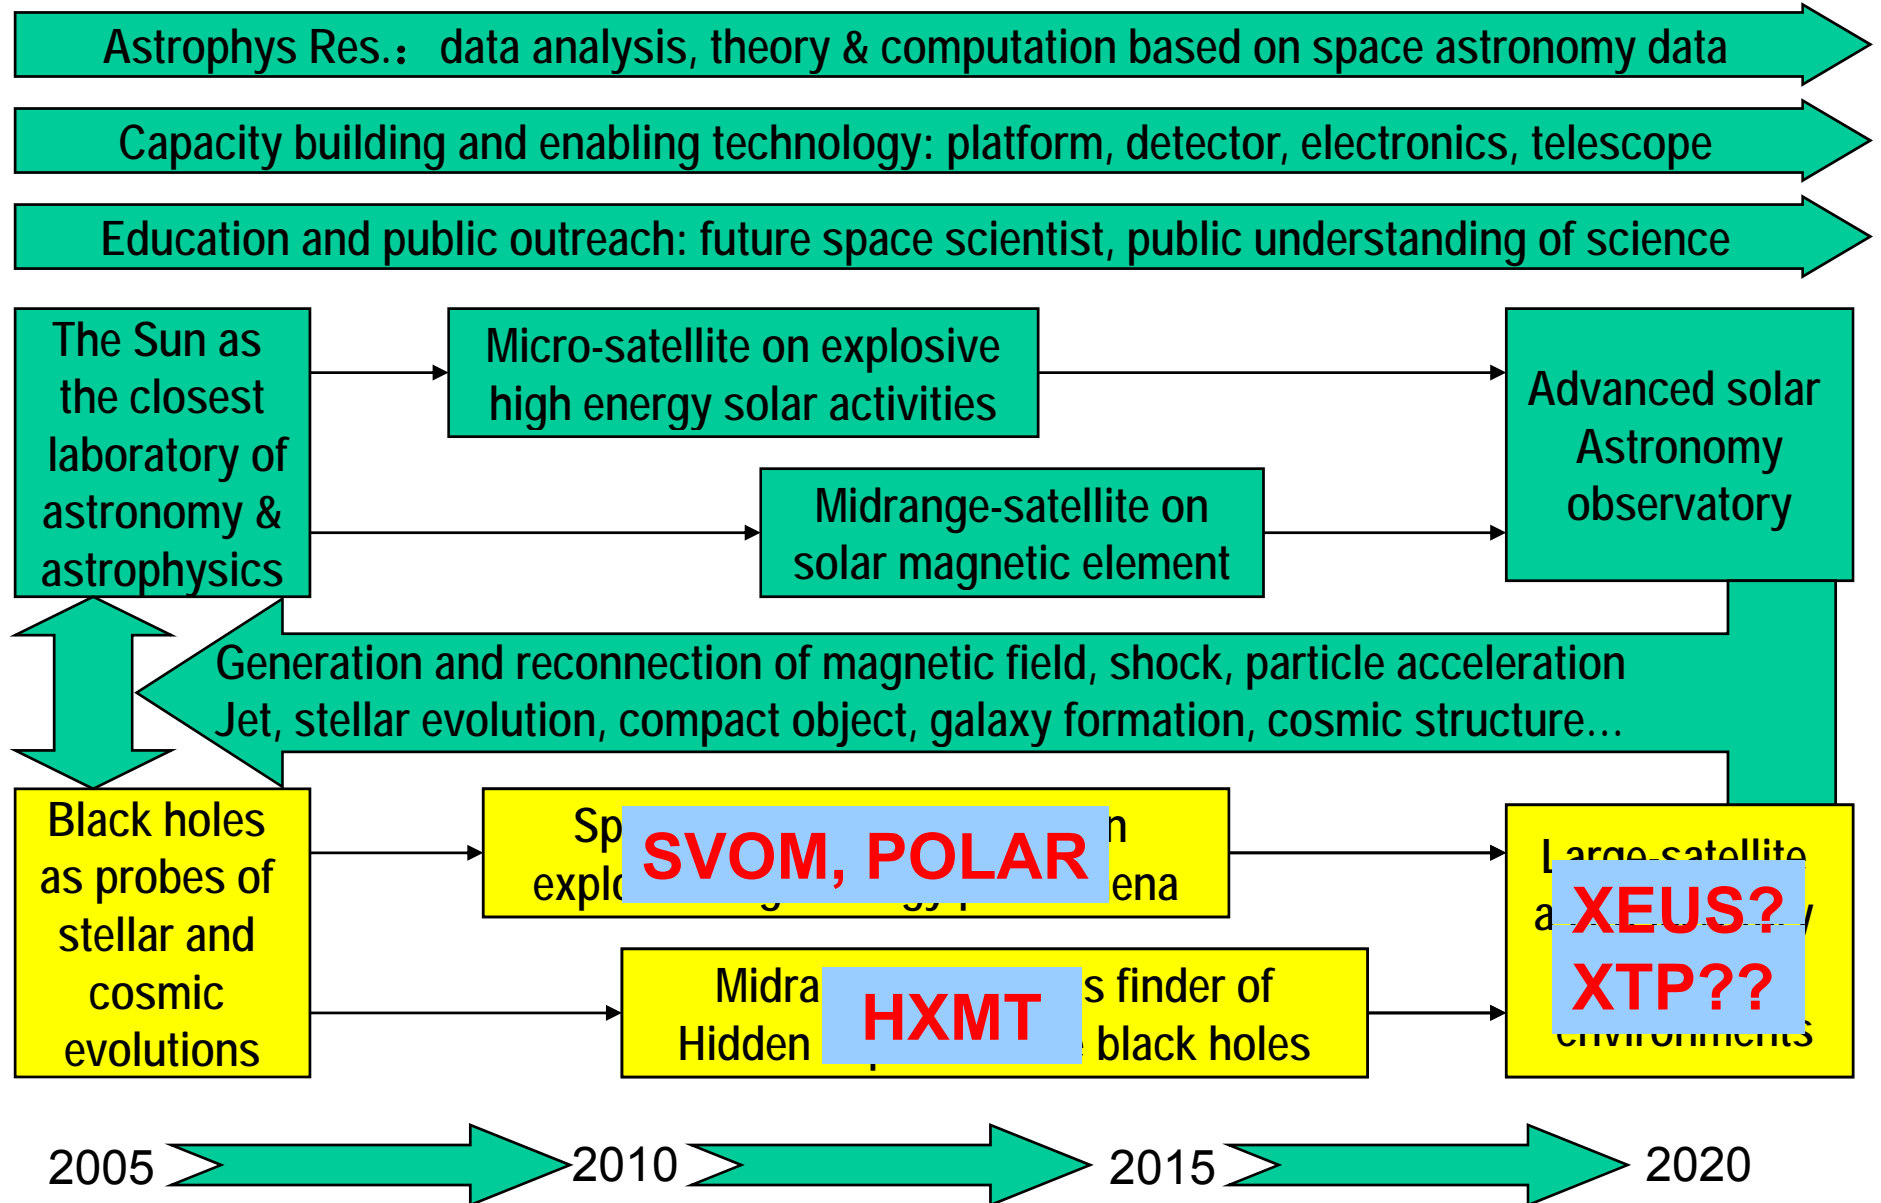 Astrophys Res.： data analysis, theory & computation based on space astronomy data
Capacity building and enabling technology: platform, detector, electronics, telescope
Education and public outreach: future space scientist, public understanding of science
The Sun as
the closest
laboratory of
astronomy &
astrophysics
Micro-satellite on explosive
high energy solar activities
Midrange-satellite on
solar magnetic element
Advanced solar
Astronomy
observatory
Generation and reconnection of magnetic field, shock, particle acceleration
Jet, stellar evolution, compact object, galaxy formation, cosmic structure…
Black holes
as probes of
stellar and
cosmic
evolutions
SVOM, POLAR
HXMT
finder of
Hidden black holes
Large-satellite
XEUS?
XTP??
environments
2005 2010 2015 2020